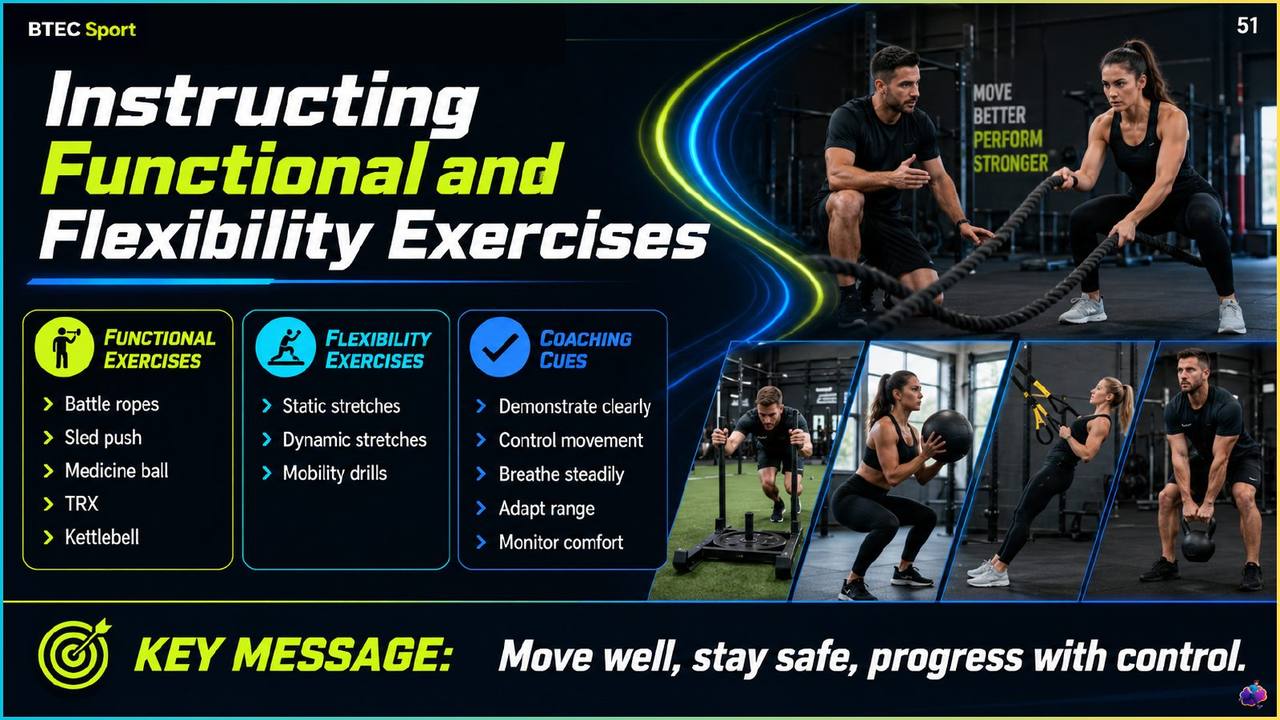 BTEC Sport
51
Instructing
Functional and
Flexibility Exercises
MOVE
BETTER
PERFORM
STRONGER
FUNCTIONAL
EXERCISES
Battle ropes
Sled push
Medicine ball
TRX
Kettlebell
FLEXIBILITY
EXERCISES
Static stretches
Dynamic stretches
Mobility drills
COACHING
CUES
Demonstrate clearly
Control movement
Breathe steadily
Adapt range
Monitor comfort
KEY MESSAGE: Move well, stay safe, progress with control.